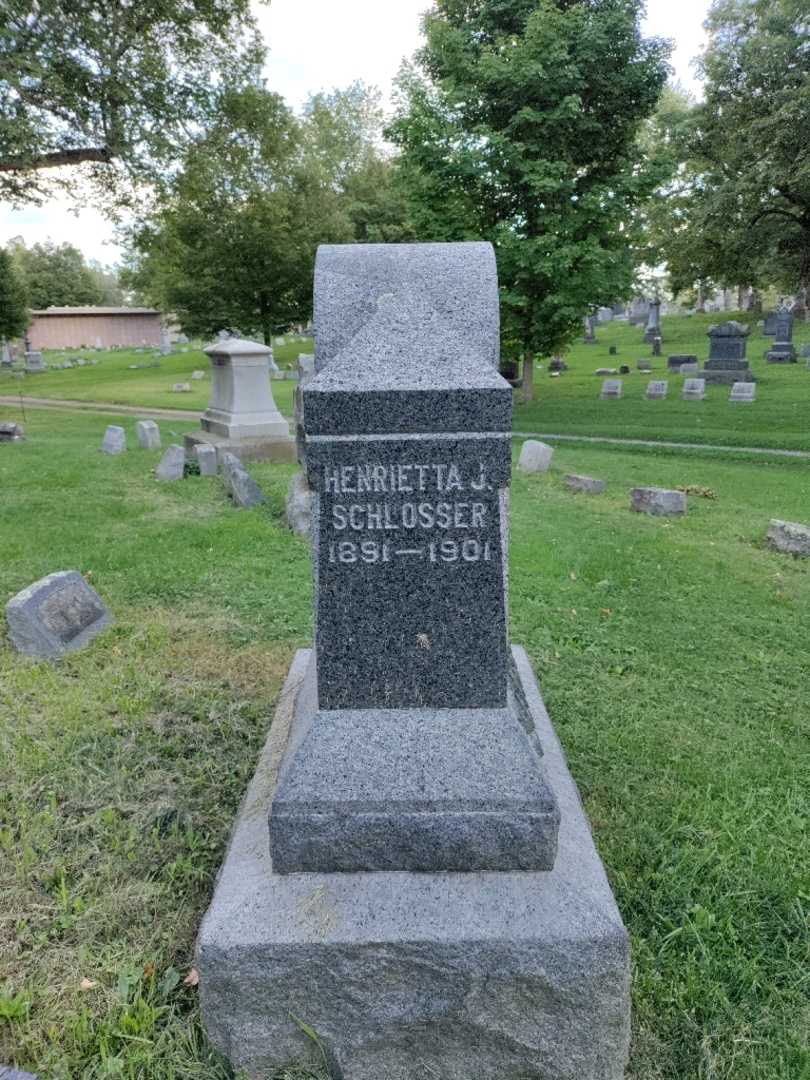 HENRIETTA J.
SCHLOSSER
1891—1901